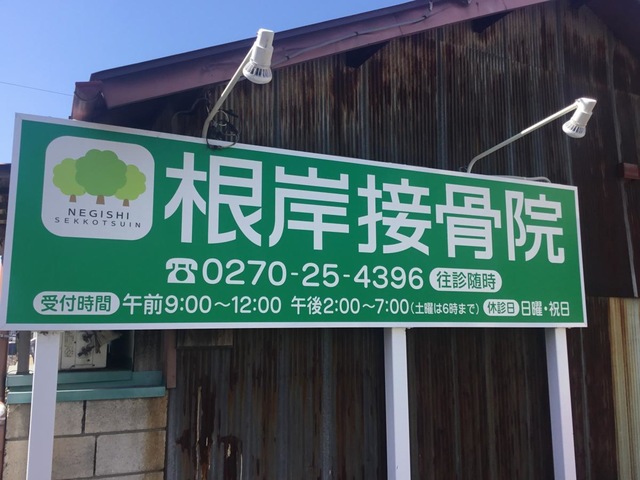 NEGISHI
SEKKOTSUIN
根岸接骨院
☎0270-25-4396 往診随時
受付時間 午前9:00〜12:00 午後2:00〜7:00(土曜は6時まで) 休診日 日曜・祝日